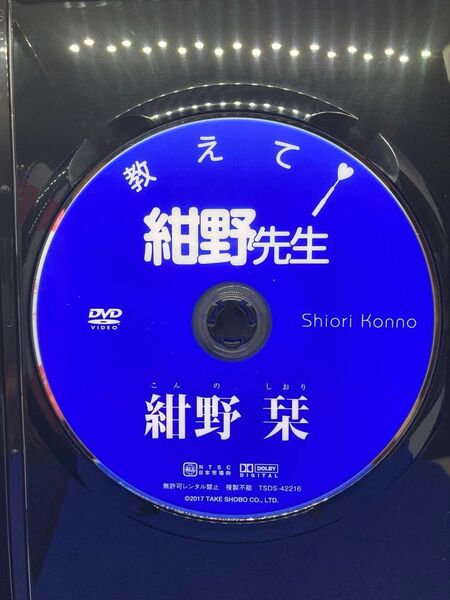 教えて
紺野先生
DVD
VIDEO
Shiori Konno
こんの しおり
紺野 栞
NTSC
日本市場向
DOLBY
DIGITAL
無許可レンタル禁止 複製不能 TSDS-42216
©2017 TAKE SHOBO CO., LTD.